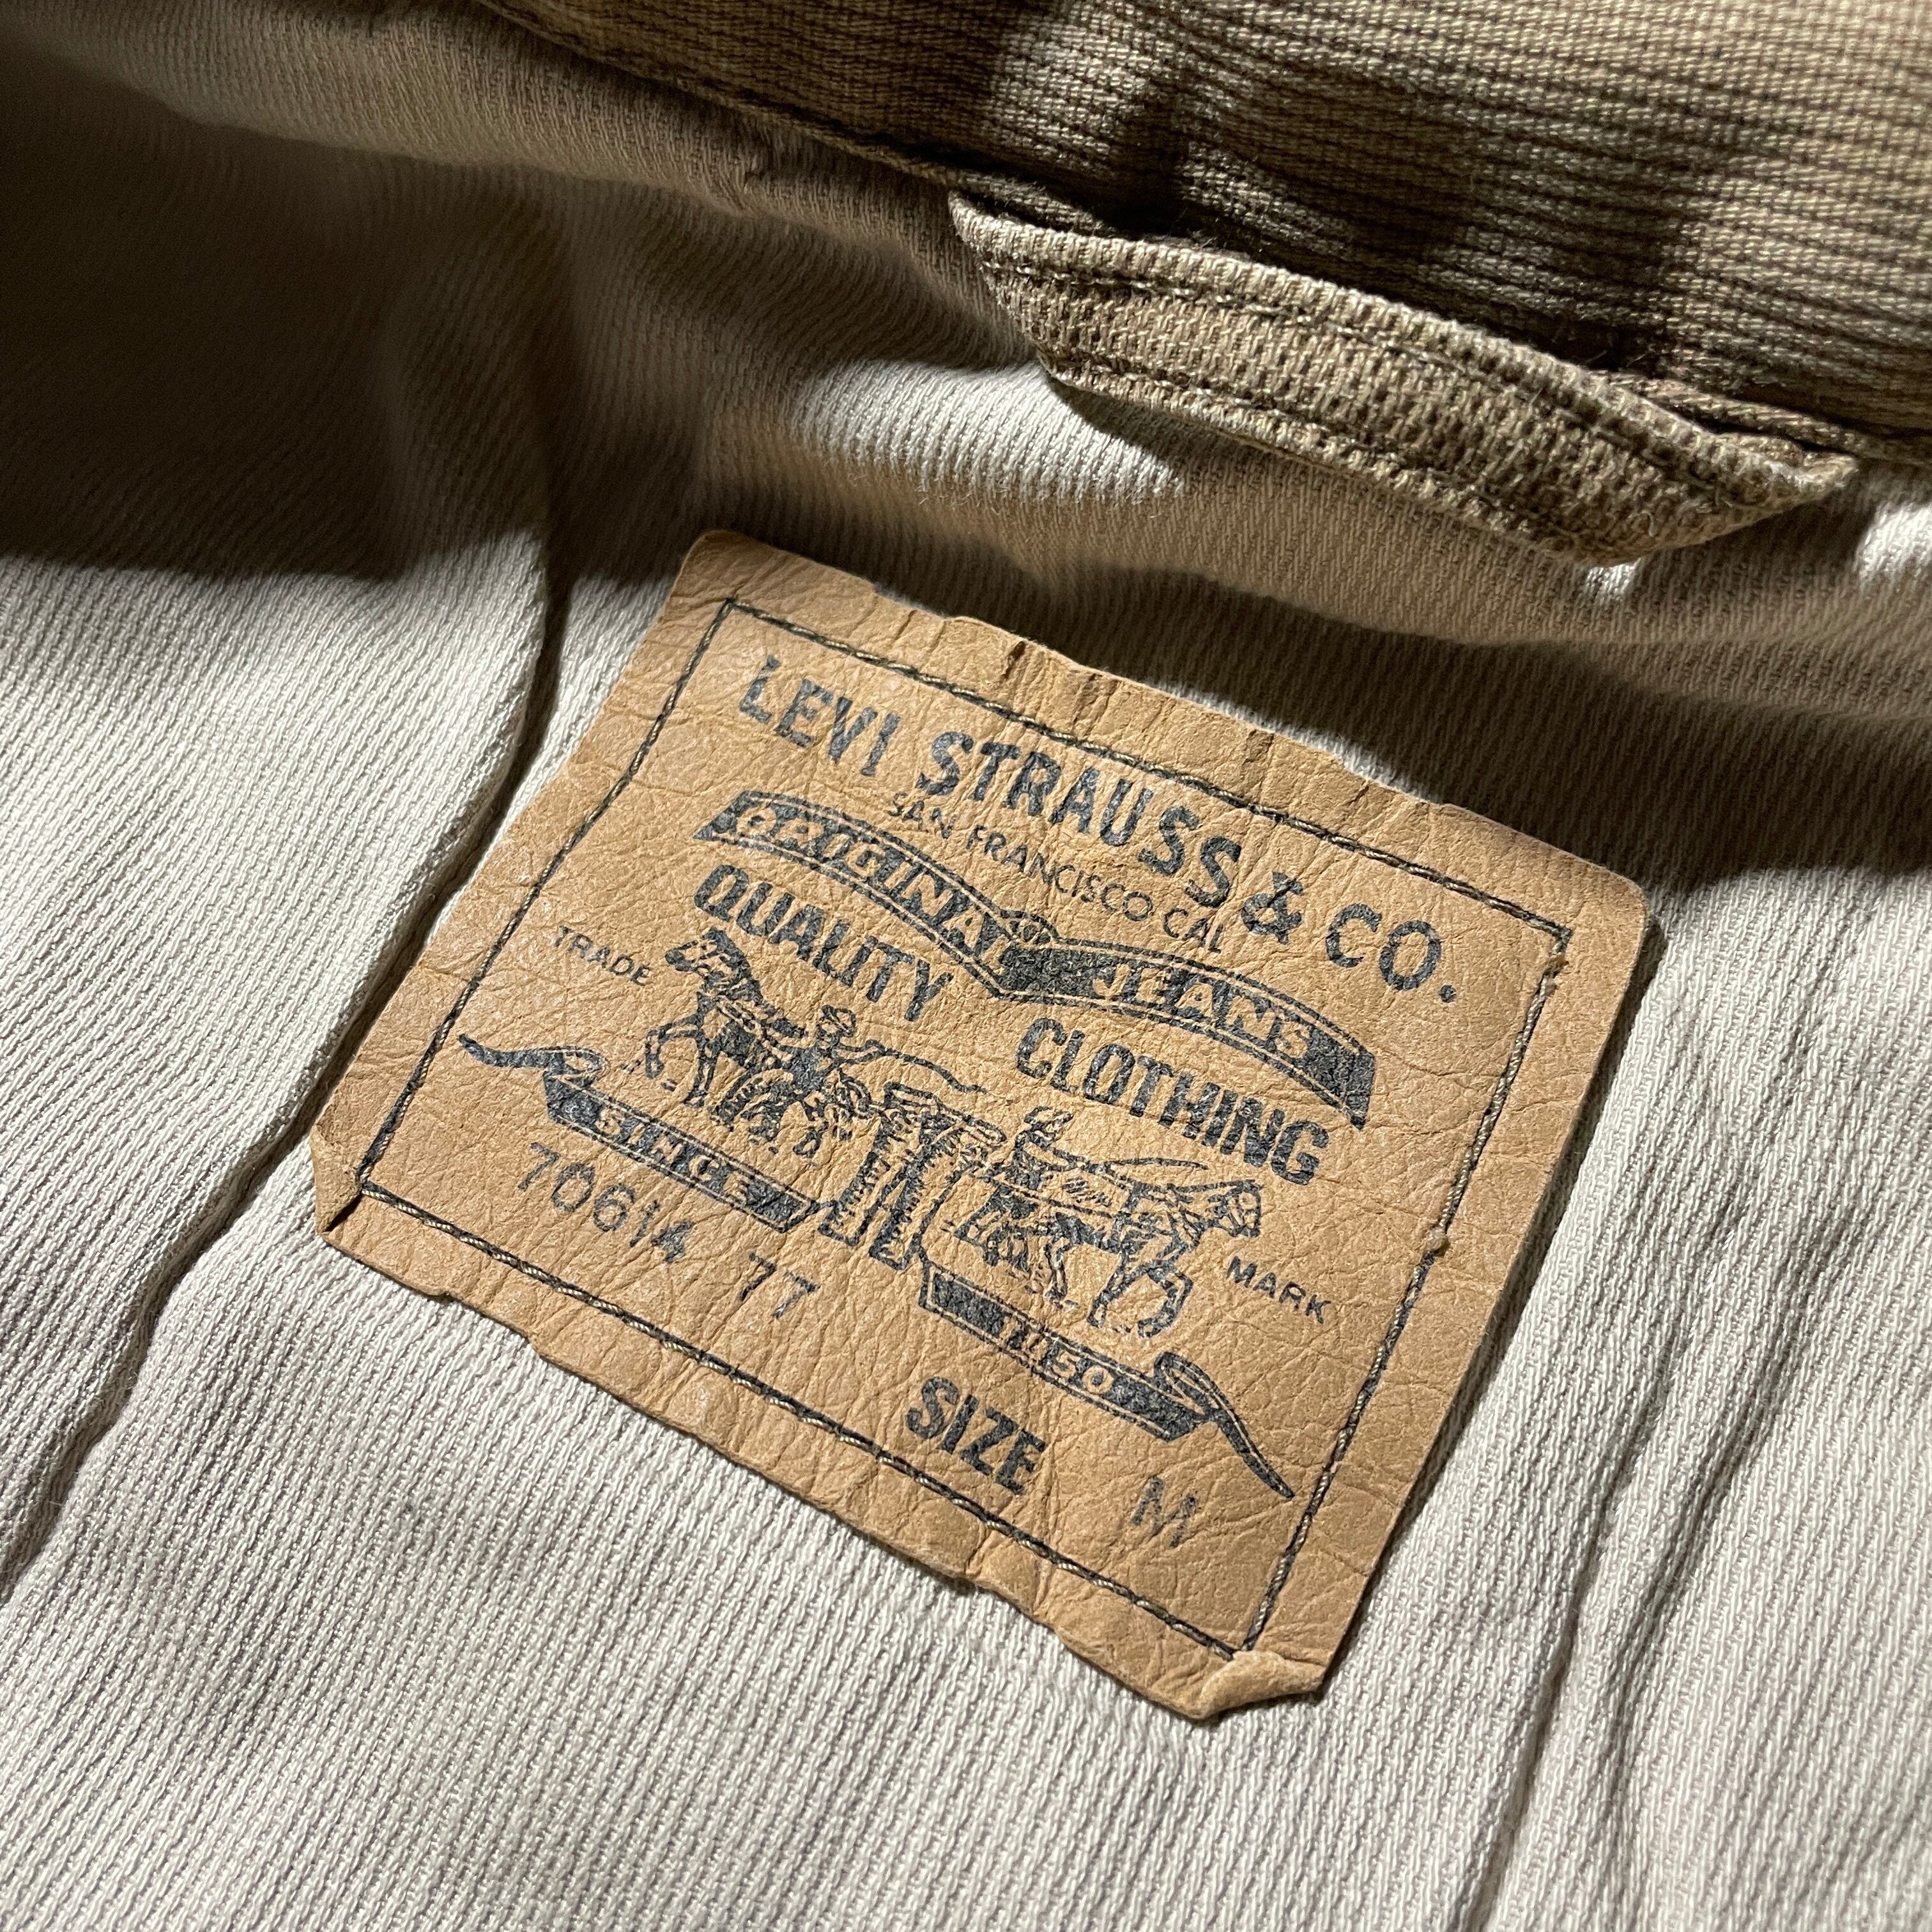 LEVI STRAUSS & CO.
SAN FRANCISCO CAL
ORIGINAL JEANS
QUALITY CLOTHING
TRADE MARK
SINCE 1850
70614 77
SIZE M